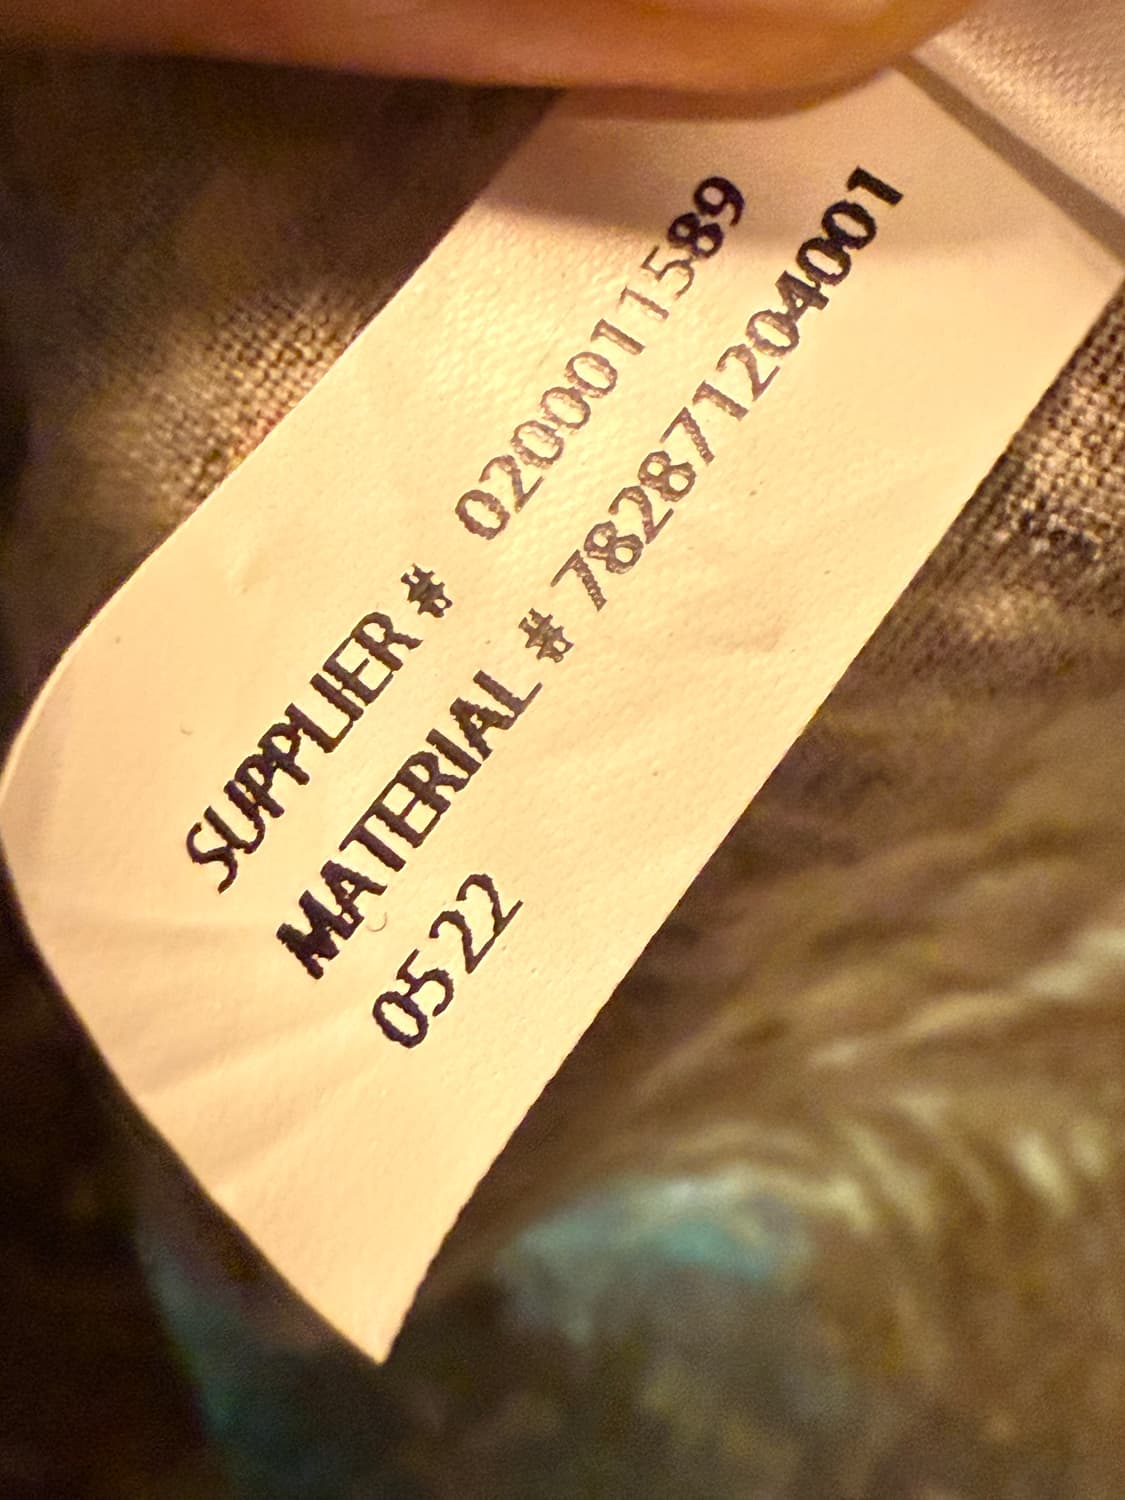 SUPPLIER # 0200011589
MATERIAL # 782871204001
0522